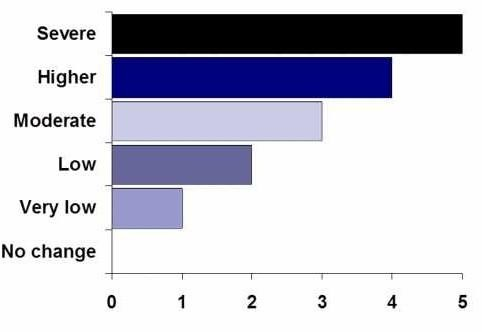 Severe
Higher
Moderate
Low
Very low
No change
0 1 2 3 4 5